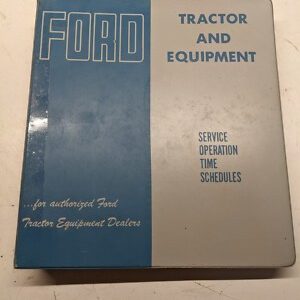 FORD
TRACTOR
AND
EQUIPMENT
SERVICE
OPERATION
TIME
SCHEDULES
...for authorized Ford
Tractor Equipment Dealers